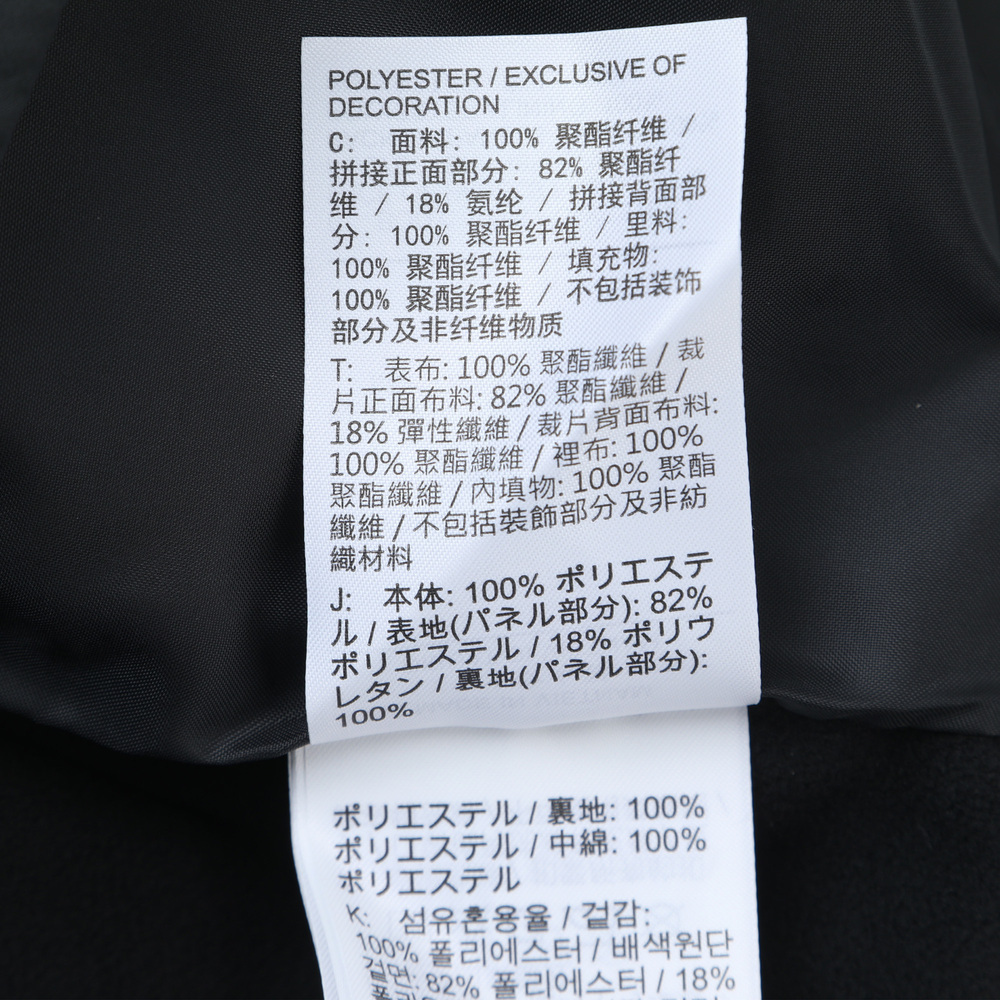 POLYESTER / EXCLUSIVE OF
DECORATION
C: 面料: 100% 聚酯纤维 /
拼接正面部分: 82% 聚酯纤
维 / 18% 氨纶 / 拼接背面部
分: 100% 聚酯纤维 / 里料:
100% 聚酯纤维 / 填充物:
100% 聚酯纤维 / 不包括装饰
部分及非纤维物质
T: 表布: 100% 聚酯纖維 / 裁
片正面布料: 82% 聚酯纖維 /
18% 彈性纖維 / 裁片背面布料:
100% 聚酯纖維 / 裡布: 100%
聚酯纖維 / 內填物: 100% 聚酯
纖維 / 不包括裝飾部分及非紡
織材料
J: 本体: 100% ポリエステ
ル / 表地(パネル部分): 82%
ポリエステル / 18% ポリウ
レタン / 裏地(パネル部分):
100%
ポリエステル / 裏地: 100%
ポリエステル / 中綿: 100%
ポリエステル
K: 섬유혼용율 / 겉감:
100% 폴리에스터 / 배색원단
겉면: 82% 폴리에스터 / 18%